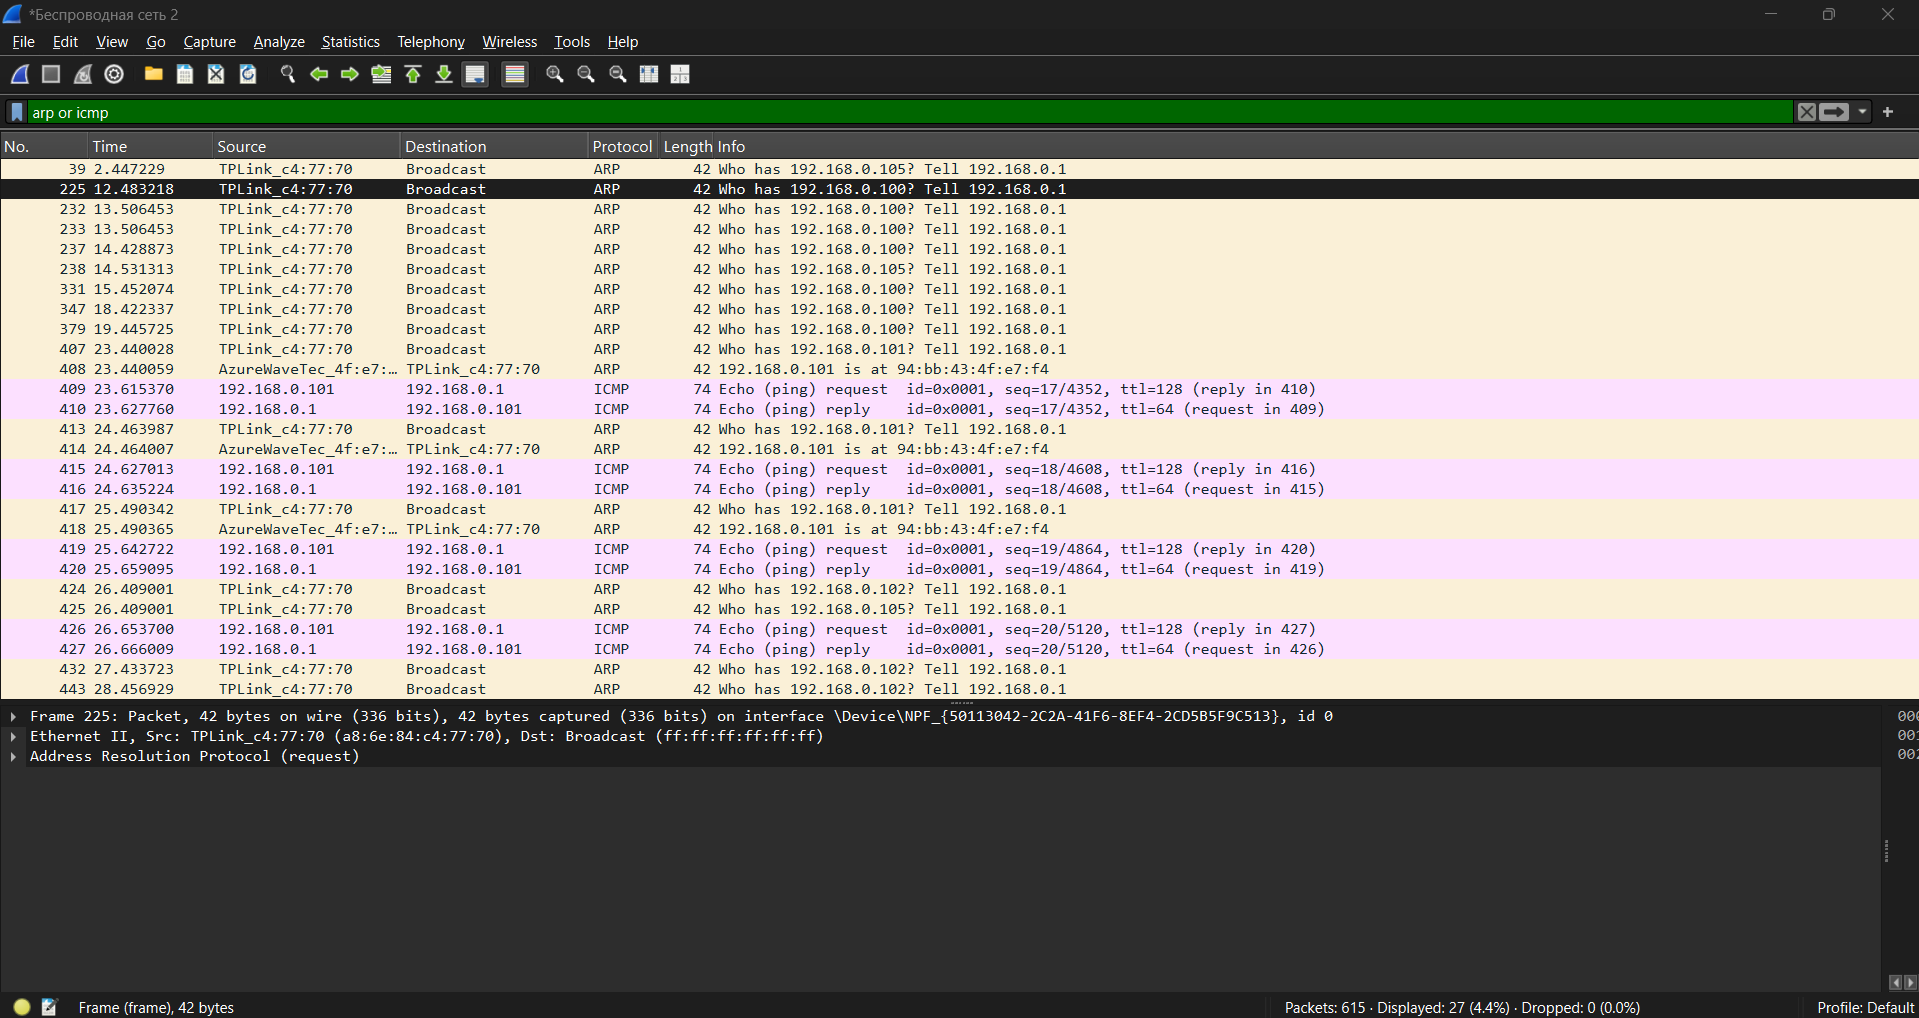 *Беспроводная сеть 2
File Edit View Go Capture Analyze Statistics Telephony Wireless Tools Help
arp or icmp
No. Time Source Destination Protocol Length Info
39 2.447229 TPLink_c4:77:70 Broadcast ARP 42 Who has 192.168.0.105? Tell 192.168.0.1
225 12.483218 TPLink_c4:77:70 Broadcast ARP 42 Who has 192.168.0.100? Tell 192.168.0.1
232 13.506453 TPLink_c4:77:70 Broadcast ARP 42 Who has 192.168.0.100? Tell 192.168.0.1
233 13.506453 TPLink_c4:77:70 Broadcast ARP 42 Who has 192.168.0.100? Tell 192.168.0.1
237 14.428873 TPLink_c4:77:70 Broadcast ARP 42 Who has 192.168.0.100? Tell 192.168.0.1
238 14.531313 TPLink_c4:77:70 Broadcast ARP 42 Who has 192.168.0.105? Tell 192.168.0.1
331 15.452074 TPLink_c4:77:70 Broadcast ARP 42 Who has 192.168.0.100? Tell 192.168.0.1
347 18.422337 TPLink_c4:77:70 Broadcast ARP 42 Who has 192.168.0.100? Tell 192.168.0.1
379 19.445725 TPLink_c4:77:70 Broadcast ARP 42 Who has 192.168.0.100? Tell 192.168.0.1
407 23.440028 TPLink_c4:77:70 Broadcast ARP 42 Who has 192.168.0.101? Tell 192.168.0.1
408 23.440059 AzureWaveTec_4f:e7:… TPLink_c4:77:70 ARP 42 192.168.0.101 is at 94:bb:43:4f:e7:f4
409 23.615370 192.168.0.101 192.168.0.1 ICMP 74 Echo (ping) request id=0x0001, seq=17/4352, ttl=128 (reply in 410)
410 23.627760 192.168.0.1 192.168.0.101 ICMP 74 Echo (ping) reply id=0x0001, seq=17/4352, ttl=64 (request in 409)
413 24.463987 TPLink_c4:77:70 Broadcast ARP 42 Who has 192.168.0.101? Tell 192.168.0.1
414 24.464007 AzureWaveTec_4f:e7:… TPLink_c4:77:70 ARP 42 192.168.0.101 is at 94:bb:43:4f:e7:f4
415 24.627013 192.168.0.101 192.168.0.1 ICMP 74 Echo (ping) request id=0x0001, seq=18/4608, ttl=128 (reply in 416)
416 24.635224 192.168.0.1 192.168.0.101 ICMP 74 Echo (ping) reply id=0x0001, seq=18/4608, ttl=64 (request in 415)
417 25.490342 TPLink_c4:77:70 Broadcast ARP 42 Who has 192.168.0.101? Tell 192.168.0.1
418 25.490365 AzureWaveTec_4f:e7:… TPLink_c4:77:70 ARP 42 192.168.0.101 is at 94:bb:43:4f:e7:f4
419 25.642722 192.168.0.101 192.168.0.1 ICMP 74 Echo (ping) request id=0x0001, seq=19/4864, ttl=128 (reply in 420)
420 25.659095 192.168.0.1 192.168.0.101 ICMP 74 Echo (ping) reply id=0x0001, seq=19/4864, ttl=64 (request in 419)
424 26.409001 TPLink_c4:77:70 Broadcast ARP 42 Who has 192.168.0.102? Tell 192.168.0.1
425 26.409001 TPLink_c4:77:70 Broadcast ARP 42 Who has 192.168.0.105? Tell 192.168.0.1
426 26.653700 192.168.0.101 192.168.0.1 ICMP 74 Echo (ping) request id=0x0001, seq=20/5120, ttl=128 (reply in 427)
427 26.666009 192.168.0.1 192.168.0.101 ICMP 74 Echo (ping) reply id=0x0001, seq=20/5120, ttl=64 (request in 426)
432 27.433723 TPLink_c4:77:70 Broadcast ARP 42 Who has 192.168.0.102? Tell 192.168.0.1
443 28.456929 TPLink_c4:77:70 Broadcast ARP 42 Who has 192.168.0.102? Tell 192.168.0.1
Frame 225: Packet, 42 bytes on wire (336 bits), 42 bytes captured (336 bits) on interface \Device\NPF_{50113042-2C2A-41F6-8EF4-2CD5B5F9C513}, id 0
Ethernet II, Src: TPLink_c4:77:70 (a8:6e:84:c4:77:70), Dst: Broadcast (ff:ff:ff:ff:ff:ff)
Address Resolution Protocol (request)
Frame (frame), 42 bytes
Packets: 615 · Displayed: 27 (4.4%) · Dropped: 0 (0.0%)
Profile: Default